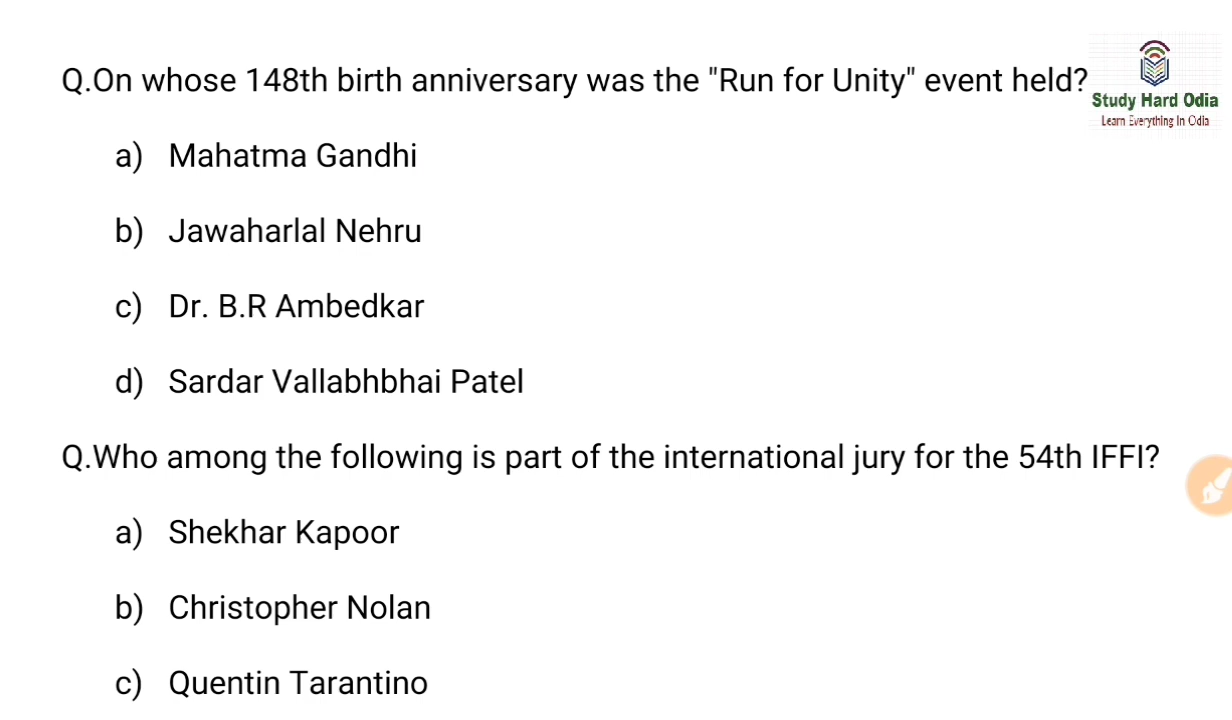 Q.On whose 148th birth anniversary was the "Run for Unity" event held?
Study Hard Odia
Learn Everything In Odia
a) Mahatma Gandhi
b) Jawaharlal Nehru
c) Dr. B.R Ambedkar
d) Sardar Vallabhbhai Patel
Q.Who among the following is part of the international jury for the 54th IFFI?
a) Shekhar Kapoor
b) Christopher Nolan
c) Quentin Tarantino